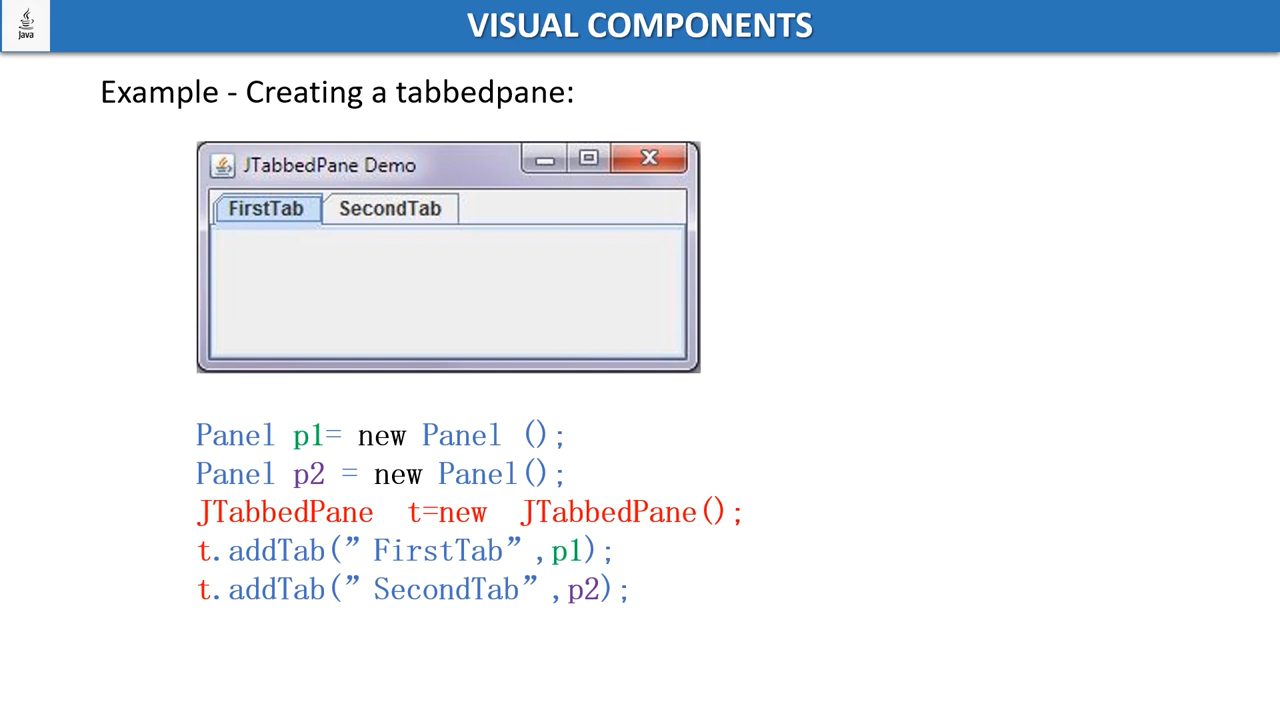 Java
VISUAL COMPONENTS
Example - Creating a tabbedpane:
JTabbedPane Demo
FirstTab SecondTab
Panel p1= new Panel ();
Panel p2 = new Panel();
JTabbedPane t=new JTabbedPane();
t.addTab(” FirstTab”,p1);
t.addTab(” SecondTab”,p2);